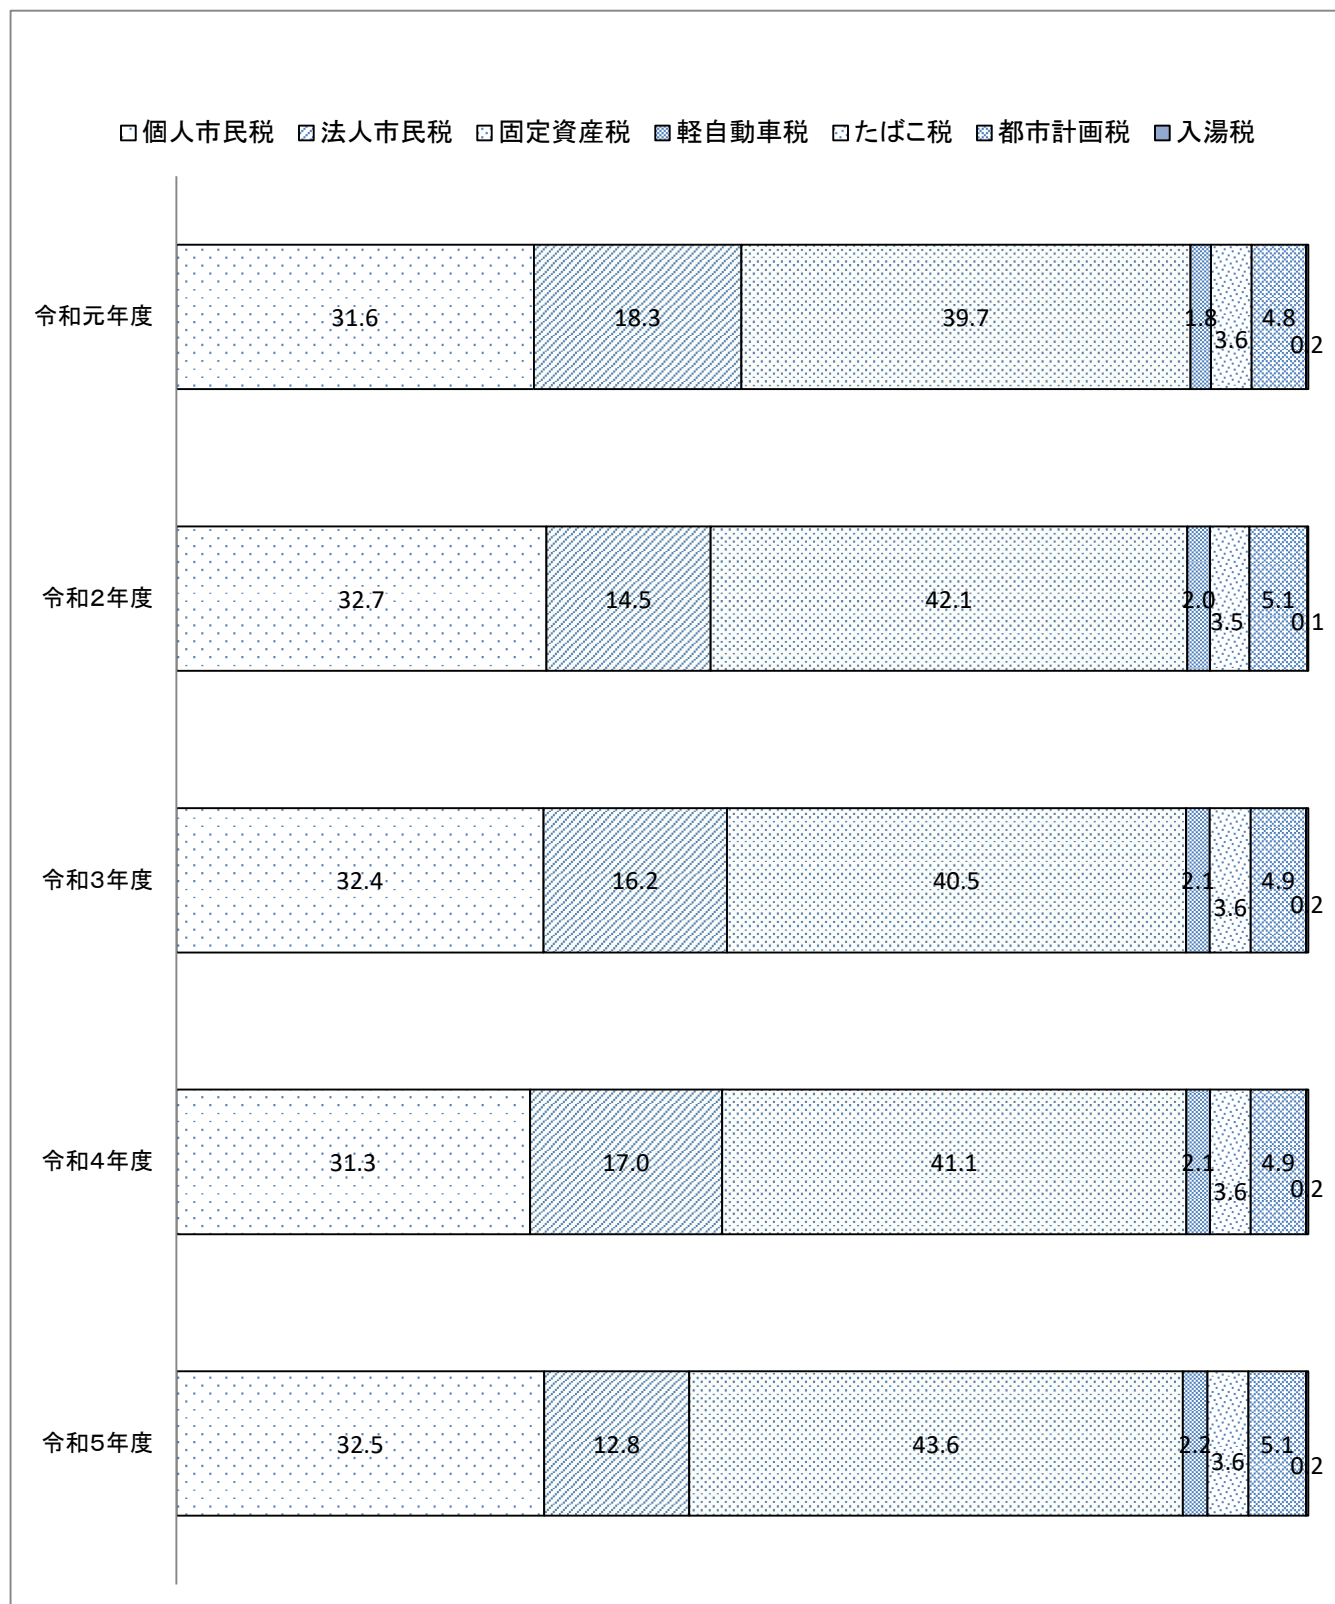 個人市民税 法人市民税 固定資産税 軽自動車税 たばこ税 都市計画税 入湯税
令和元年度 31.6 18.3 39.7 1.8 3.6 4.8 0.2
令和2年度 32.7 14.5 42.1 2.0 3.5 5.1 0.1
令和3年度 32.4 16.2 40.5 2.1 3.6 4.9 0.2
令和4年度 31.3 17.0 41.1 2.1 3.6 4.9 0.2
令和5年度 32.5 12.8 43.6 2.2 3.6 5.1 0.2